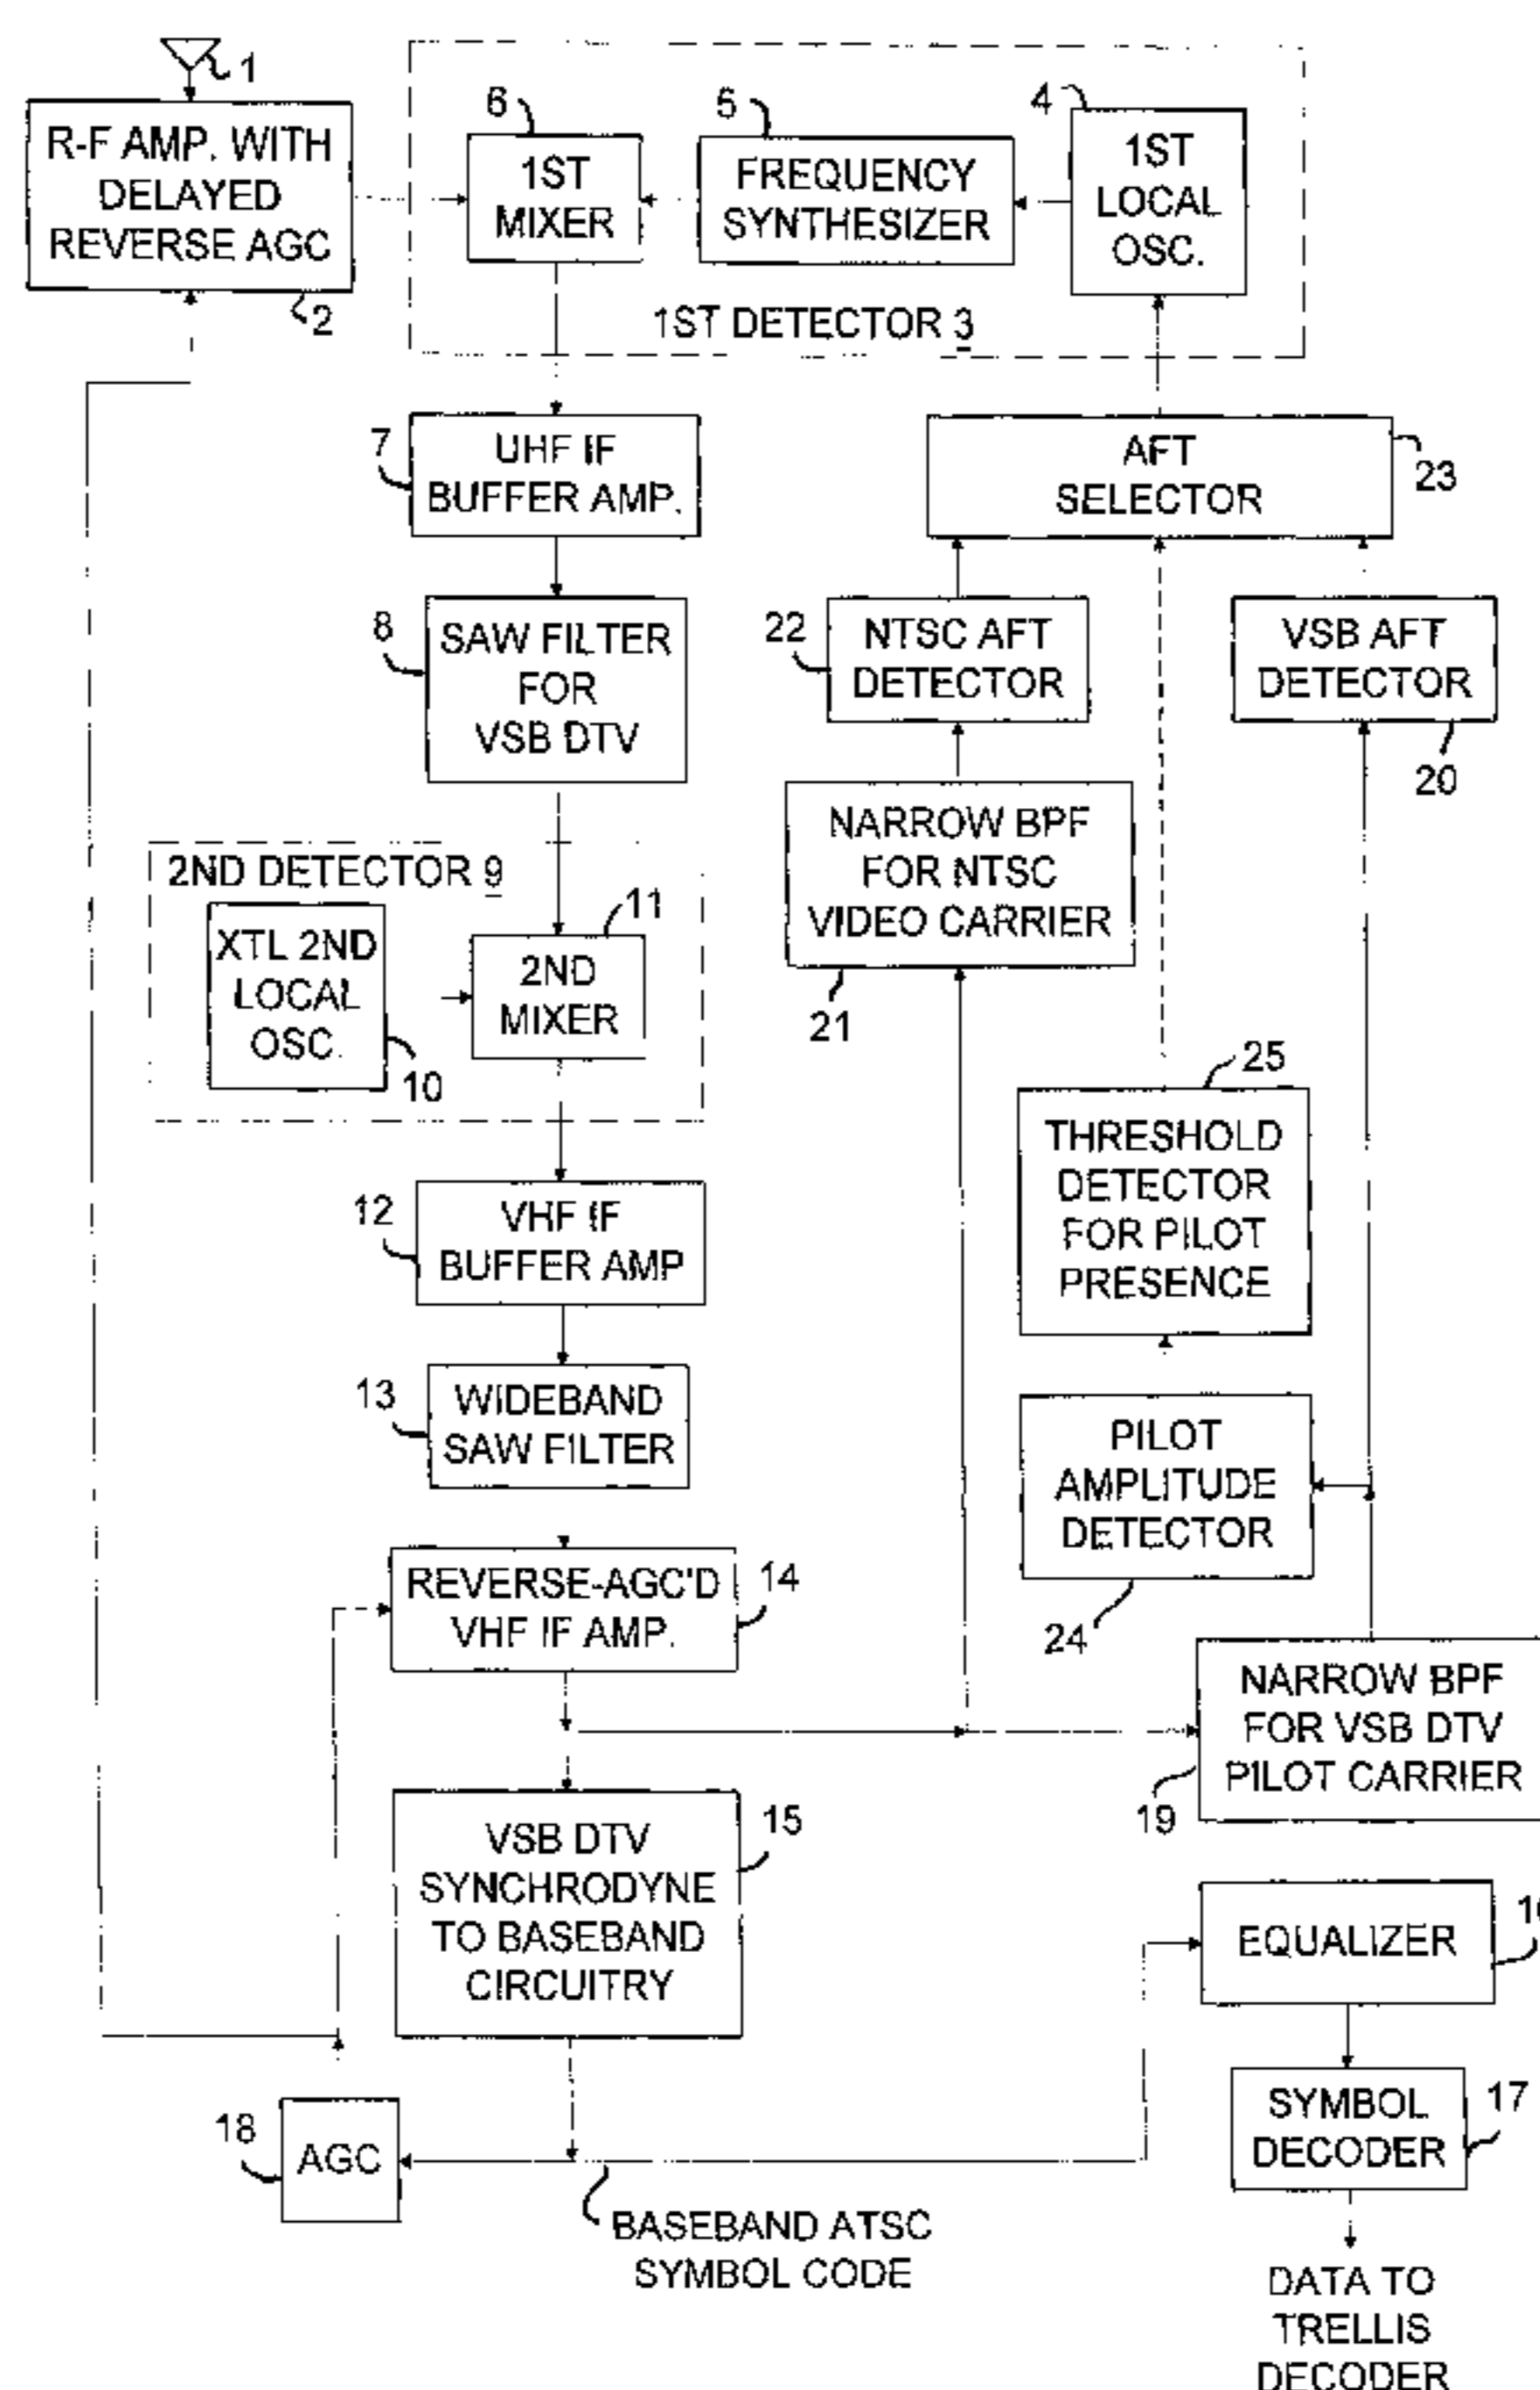 1
R-F AMP. WITH
DELAYED
REVERSE AGC
2
6
1ST
MIXER
5
FREQUENCY
SYNTHESIZER
4
1ST
LOCAL
OSC.
1ST DETECTOR 3
7
UHF IF
BUFFER AMP.
AFT
SELECTOR
23
8
SAW FILTER
FOR
VSB DTV
22
NTSC AFT
DETECTOR
VSB AFT
DETECTOR
20
2ND DETECTOR 9
XTL 2ND
LOCAL
OSC.
10
11
2ND
MIXER
NARROW BPF
FOR NTSC
VIDEO CARRIER
21
25
THRESHOLD
DETECTOR
FOR PILOT
PRESENCE
12
VHF IF
BUFFER AMP
13
WIDEBAND
SAW FILTER
PILOT
AMPLITUDE
DETECTOR
24
REVERSE-AGC'D
VHF IF AMP.
14
NARROW BPF
FOR VSB DTV
PILOT CARRIER
19
VSB DTV
SYNCHRODYNE
TO BASEBAND
CIRCUITRY
15
EQUALIZER
SYMBOL
DECODER
17
18
AGC
BASEBAND ATSC
SYMBOL CODE
DATA TO
TRELLIS
DECODER